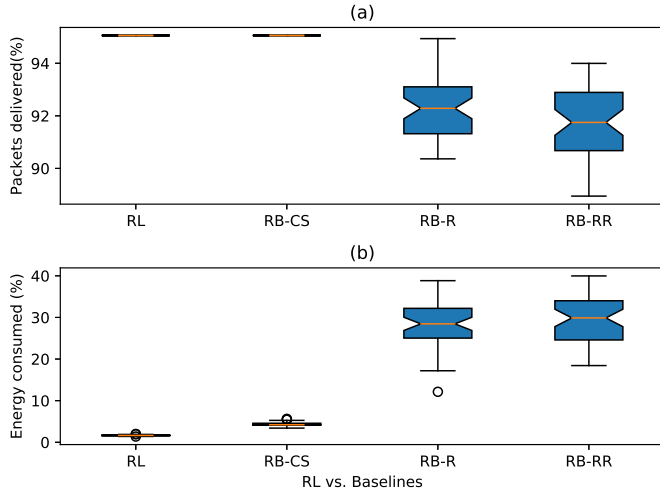 (a)
Packets delivered(%)
94
92
90
RL RB-CS RB-R RB-RR
(b)
Energy consumed (%)
40
30
20
10
0
RL RB-CS RB-R RB-RR
RL vs. Baselines